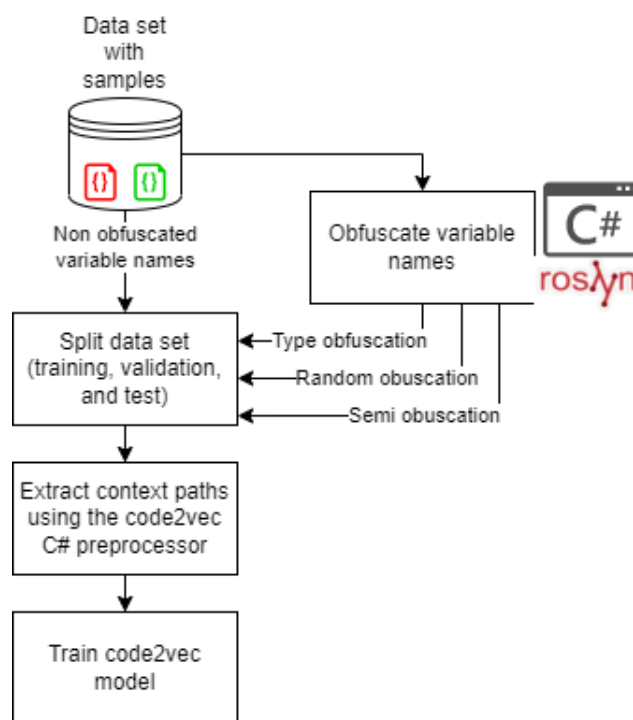 Data set
with
samples
{} {}
Non obfuscated
variable names
Obfuscate variable
names
C#
roslyn
Type obfuscation
Random obuscation
Semi obuscation
Split data set
(training, validation,
and test)
Extract context paths
using the code2vec
C# preprocessor
Train code2vec
model